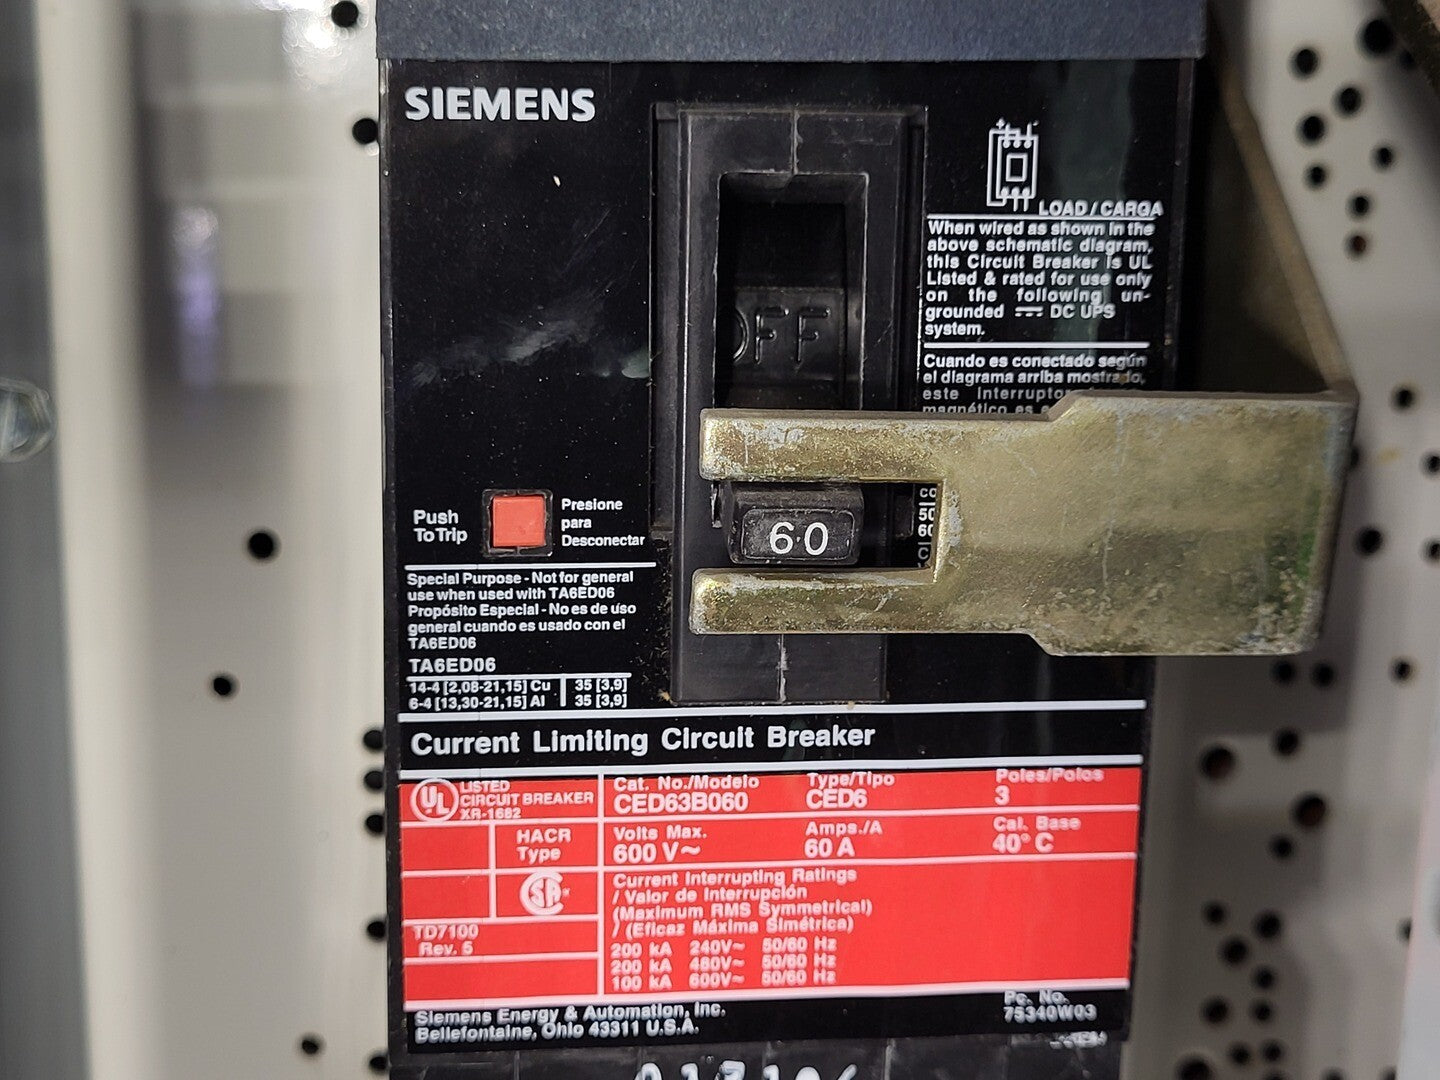 SIEMENS
OFF
LOAD / CARGA
When wired as shown in the
above schematic diagram,
this Circuit Breaker is UL
Listed & rated for use only
on the following un-
grounded ⎓ DC UPS
system.
Cuando es conectado según
el diagrama arriba mostrado,
este interruptor
magnético es
Push
To Trip
Presione
para
Desconectar
60
Special Purpose - Not for general
use when used with TA6ED06
Propósito Especial - No es de uso
general cuando es usado con el
TA6ED06
TA6ED06
14-4 [2,08-21,15] Cu 35 [3,9]
6-4 [13,30-21,15] Al 35 [3,9]
Current Limiting Circuit Breaker
UL LISTED
CIRCUIT BREAKER
XR-1682
HACR
Type
TD7100
Rev. 5
Cat. No./Modelo Type/Tipo Poles/Polos
CED63B060 CED6 3
Volts Max. Amps./A Cal. Base
600 V~ 60 A 40° C
Current Interrupting Ratings
/ Valor de Interrupción
(Maximum RMS Symmetrical)
/ (Eficaz Máxima Simétrica)
200 kA 240V~ 50/60 Hz
200 kA 480V~ 50/60 Hz
100 kA 600V~ 50/60 Hz
Siemens Energy & Automation, Inc.
Bellefontaine, Ohio 43311 U.S.A.
Pc. No.
75340W03